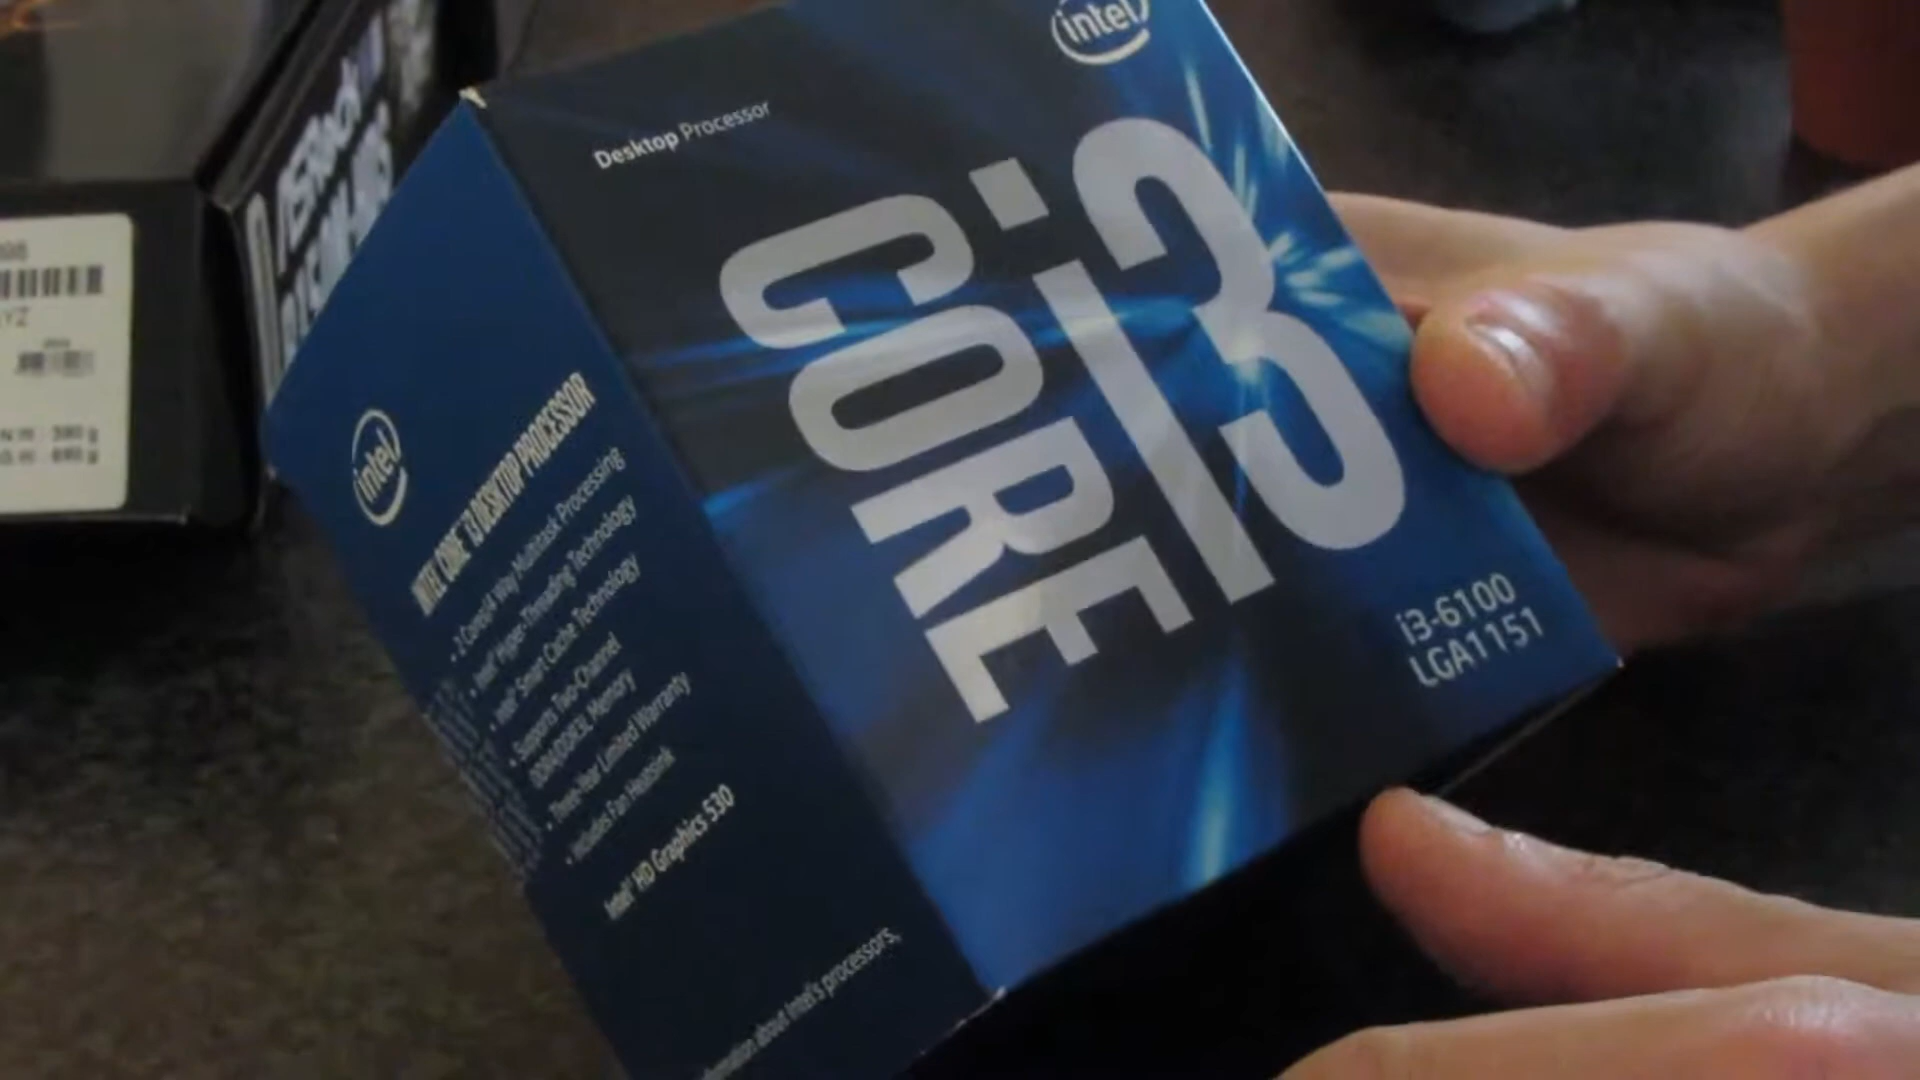 intel
Desktop Processor
CORE i3
i3-6100
LGA1151
intel
INTEL® CORE™ i3 DESKTOP PROCESSOR
• 2 Cores/4 Way Multitask Processing
• Intel® Hyper-Threading Technology
• Intel® Smart Cache Technology
• Supports Two-Channel
DDR4/DDR3L Memory
• Three-Year Limited Warranty
• Includes Fan Heatsink
Intel® HD Graphics 530
about Intel's processors,
ASRock